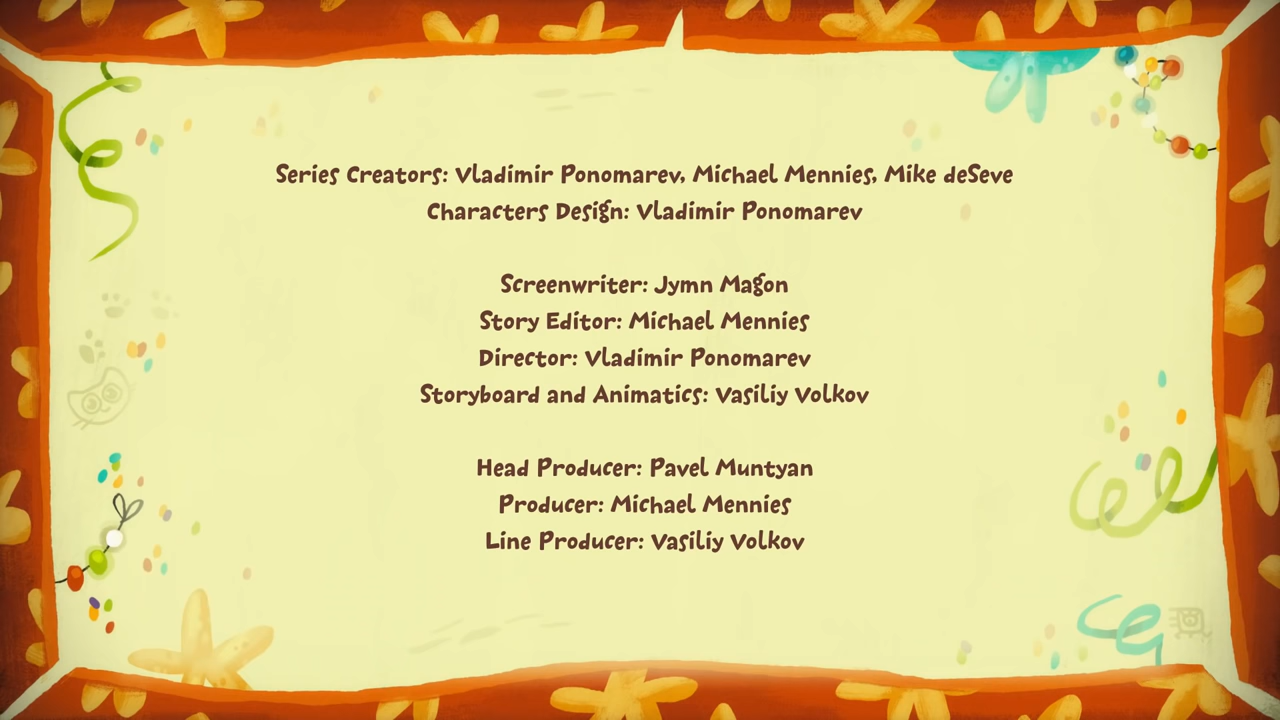 Series Creators: Vladimir Ponomarev, Michael Mennies, Mike deSeve
Characters Design: Vladimir Ponomarev
Screenwriter: Jymn Magon
Story Editor: Michael Mennies
Director: Vladimir Ponomarev
Storyboard and Animatics: Vasiliy Volkov
Head Producer: Pavel Muntyan
Producer: Michael Mennies
Line Producer: Vasiliy Volkov